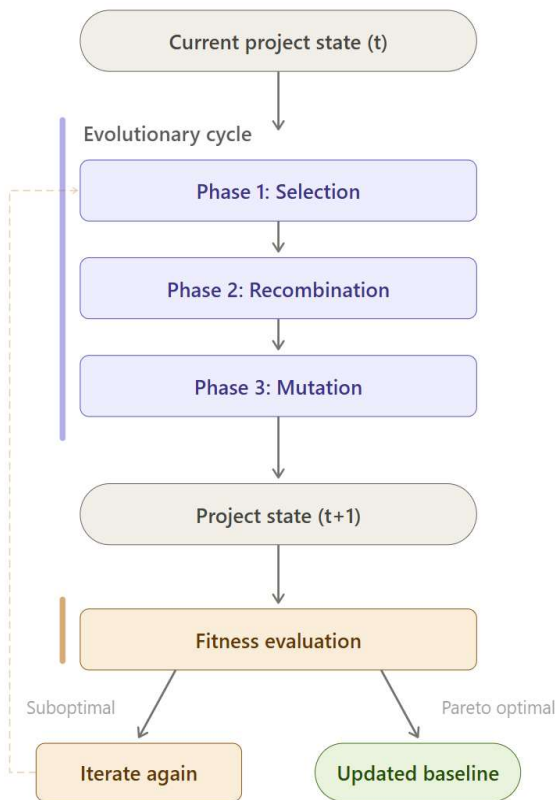 Current project state (t)
Evolutionary cycle
Phase 1: Selection
Phase 2: Recombination
Phase 3: Mutation
Project state (t+1)
Fitness evaluation
Suboptimal
Pareto optimal
Iterate again
Updated baseline